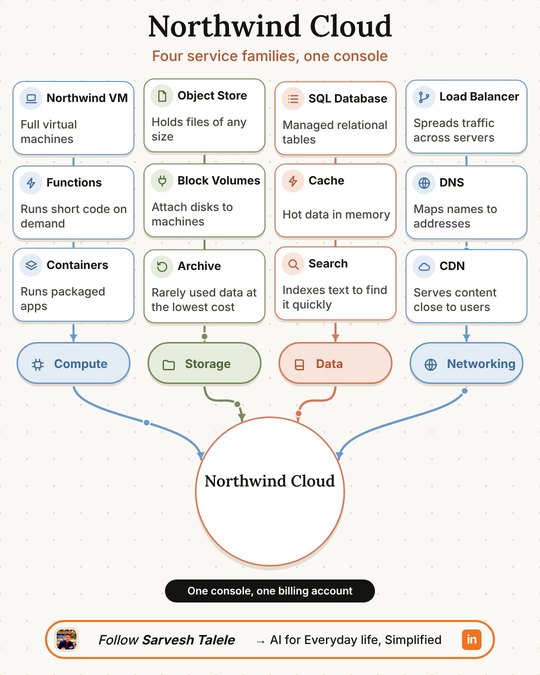 Northwind Cloud
Four service families, one console
Northwind VM
Full virtual
machines
Object Store
Holds files of any
size
SQL Database
Managed relational
tables
Load Balancer
Spreads traffic
across servers
Functions
Runs short code on
demand
Block Volumes
Attach disks to
machines
Cache
Hot data in memory
DNS
Maps names to
addresses
Containers
Runs packaged
apps
Archive
Rarely used data at
the lowest cost
Search
Indexes text to find
it quickly
CDN
Serves content
close to users
Compute
Storage
Data
Networking
Northwind Cloud
One console, one billing account
Follow Sarvesh Talele → AI for Everyday life, Simplified
in